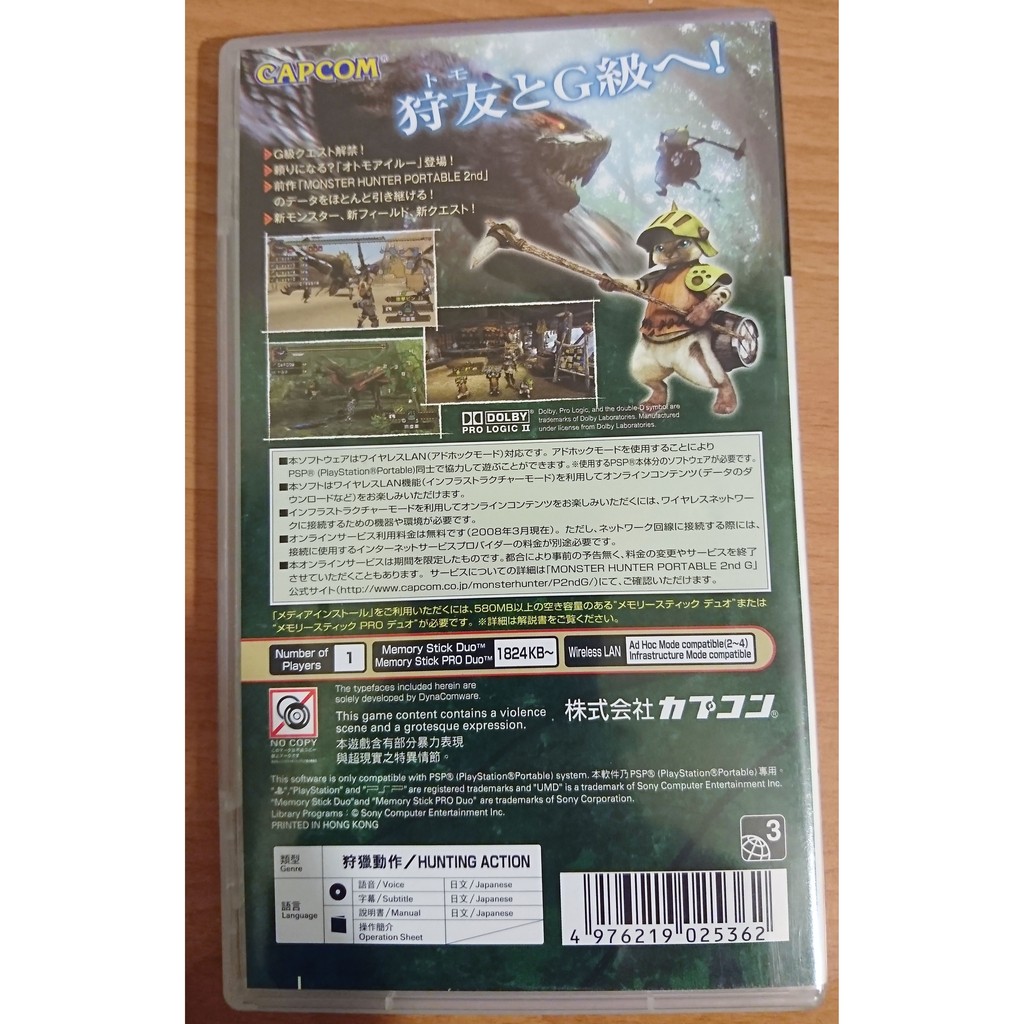 CAPCOM
トモ
狩友とG級へ!
G級クエスト解禁!
頼りになる?「オトモアイルー」登場!
前作「MONSTER HUNTER PORTABLE 2nd」
のデータをほとんど引き継げる!
新モンスター、新フィールド、新クエスト!
DOLBY
PRO LOGIC II
Dolby, Pro Logic, and the double-D symbol are
trademarks of Dolby Laboratories. Manufactured
under license from Dolby Laboratories.
■本ソフトウェアはワイヤレスLAN(アドホックモード)対応です。アドホックモードを使用することにより
PSP® (PlayStation®Portable)同士で協力して遊ぶことができます。※使用するPSP®本体分のソフトウェアが必要です。
■本ソフトはワイヤレスLAN機能(インフラストラクチャーモード)を利用してオンラインコンテンツ(データのダ
ウンロードなど)をお楽しみいただけます。
■インフラストラクチャーモードを利用してオンラインコンテンツをお楽しみいただくには、ワイヤレスネットワー
クに接続するための機器や環境が必要です。
■オンラインサービス利用料金は無料です(2008年3月現在)。ただし、ネットワーク回線に接続する際には、
接続に使用するインターネットサービスプロバイダーの料金が別途必要です。
■本オンラインサービスは期間を限定したものです。都合により事前の予告無く、料金の変更やサービスを終了
させていただくこともあります。サービスについての詳細は「MONSTER HUNTER PORTABLE 2nd G」
公式サイト(http://www.capcom.co.jp/monsterhunter/P2ndG/)にて、ご確認いただけます。
「メディアインストール」をご利用いただくには、580MB以上の空き容量のある"メモリースティック デュオ"または
"メモリースティック PRO デュオ"が必要です。※詳細は解説書をご覧ください。
Number of
Players
1
Memory Stick Duo™
Memory Stick PRO Duo™
1824KB~
Wireless LAN
Ad Hoc Mode compatible(2~4)
Infrastructure Mode compatible
NO COPY
The typefaces included herein are
solely developed by DynaComware.
This game content contains a violence
scene and a grotesque expression.
本遊戲含有部分暴力表現
與超現實之特異情節。
株式会社カプコン®
This software is only compatible with PSP® (PlayStation®Portable) system. 本軟件乃 PSP® (PlayStation®Portable) 專用。
"PlayStation" and "PSP" are registered trademarks and "UMD" is a trademark of Sony Computer Entertainment Inc.
"Memory Stick Duo"and "Memory Stick PRO Duo" are trademarks of Sony Corporation.
Library Programs : © Sony Computer Entertainment Inc.
PRINTED IN HONG KONG
3
類型
Genre
狩獵動作/HUNTING ACTION
語言
Language
語音/Voice 日文/Japanese
字幕/Subtitle 日文/Japanese
說明書/Manual 日文/Japanese
操作簡介
Operation Sheet
4 976219 025362